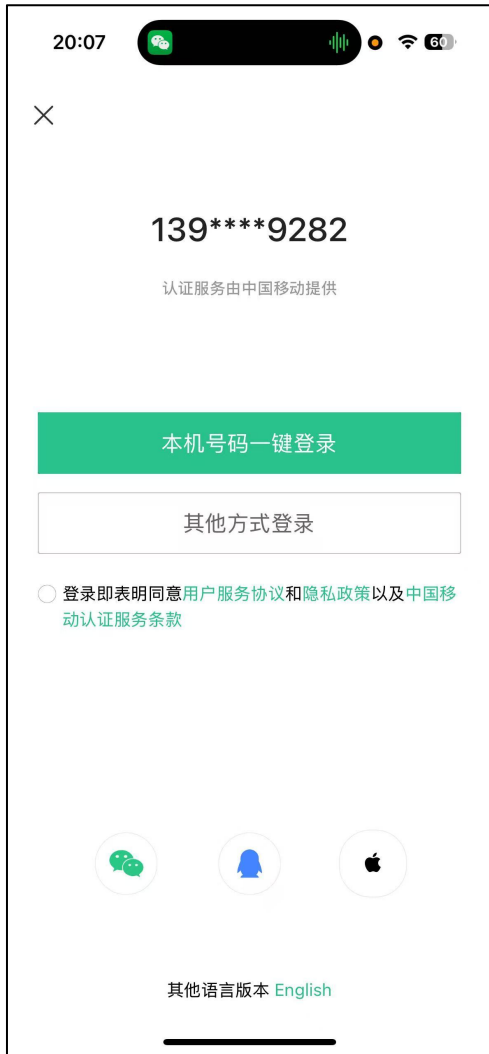 20:07
60
139****9282
认证服务由中国移动提供
本机号码一键登录
其他方式登录
登录即表明同意用户服务协议和隐私政策以及中国移
动认证服务条款
其他语言版本 English